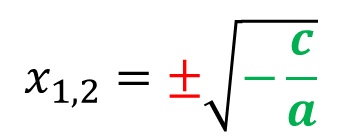 x₁,₂ = ±√(−c/a)